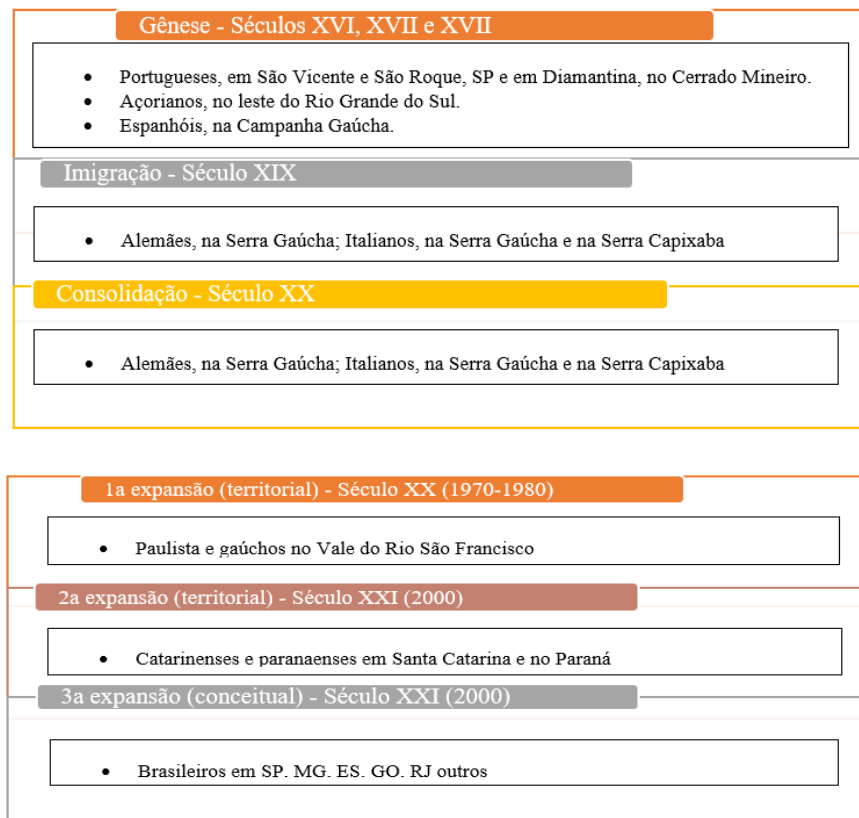 Gênese - Séculos XVI, XVII e XVII
• Portugueses, em São Vicente e São Roque, SP e em Diamantina, no Cerrado Mineiro.
• Açorianos, no leste do Rio Grande do Sul.
• Espanhóis, na Campanha Gaúcha.
Imigração - Século XIX
• Alemães, na Serra Gaúcha; Italianos, na Serra Gaúcha e na Serra Capixaba
Consolidação - Século XX
• Alemães, na Serra Gaúcha; Italianos, na Serra Gaúcha e na Serra Capixaba
1a expansão (territorial) - Século XX (1970-1980)
• Paulista e gaúchos no Vale do Rio São Francisco
2a expansão (territorial) - Século XXI (2000)
• Catarinenses e paranaenses em Santa Catarina e no Paraná
3a expansão (conceitual) - Século XXI (2000)
• Brasileiros em SP. MG. ES. GO. RJ outros